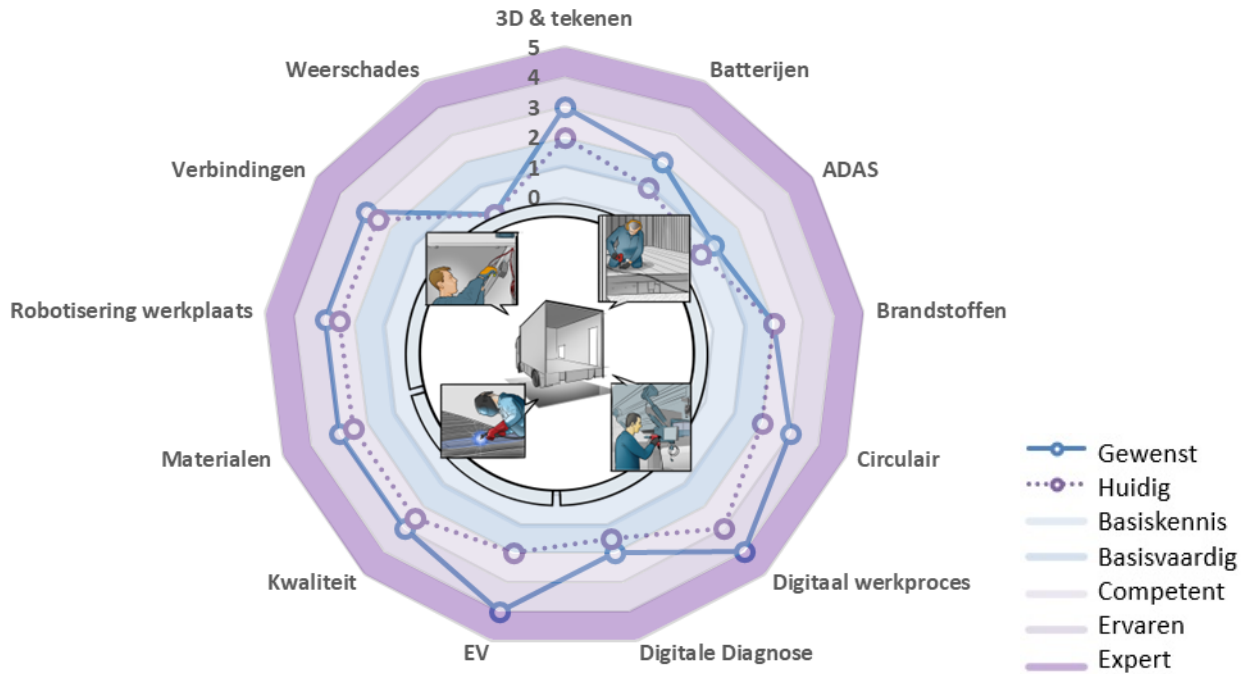 3D & tekenen
5
4
3
2
1
0
Batterijen
ADAS
Brandstoffen
Circulair
Digitaal werkproces
Digitale Diagnose
EV
Kwaliteit
Materialen
Robotisering werkplaats
Verbindingen
Weerschades
Gewenst
Huidig
Basiskennis
Basisvaardig
Competent
Ervaren
Expert